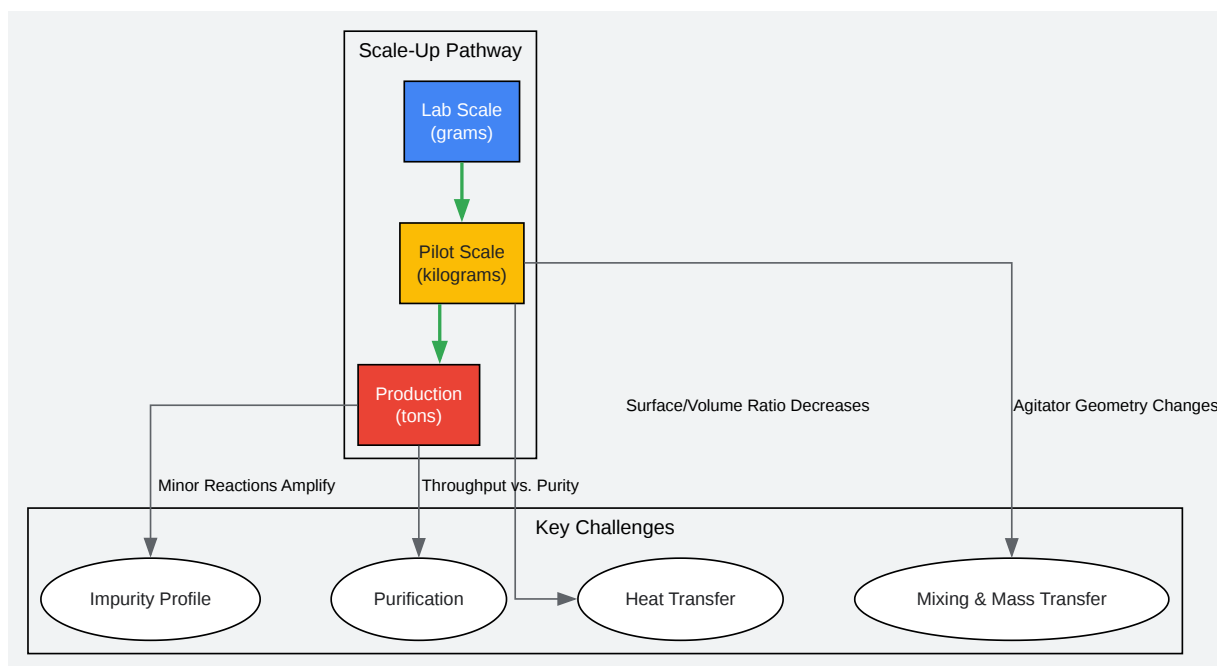 Scale-Up Pathway
Lab Scale
(grams)
Pilot Scale
(kilograms)
Production
(tons)
Surface/Volume Ratio Decreases
Agitator Geometry Changes
Minor Reactions Amplify
Throughput vs. Purity
Key Challenges
Impurity Profile
Purification
Heat Transfer
Mixing & Mass Transfer